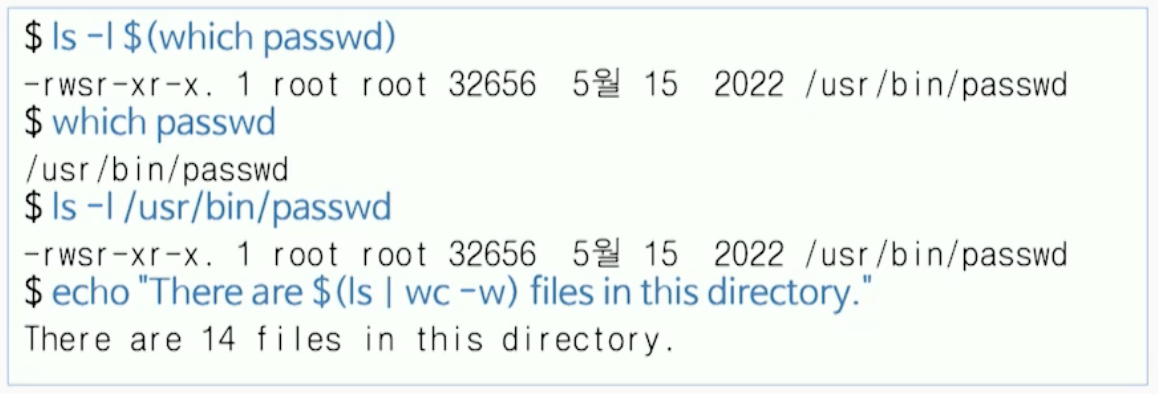 $ ls -l $(which passwd)
-rwsr-xr-x. 1 root root 32656  5월 15  2022 /usr/bin/passwd
$ which passwd
/usr/bin/passwd
$ ls -l /usr/bin/passwd
-rwsr-xr-x. 1 root root 32656  5월 15  2022 /usr/bin/passwd
$ echo "There are $(ls | wc -w) files in this directory."
There are 14 files in this directory.